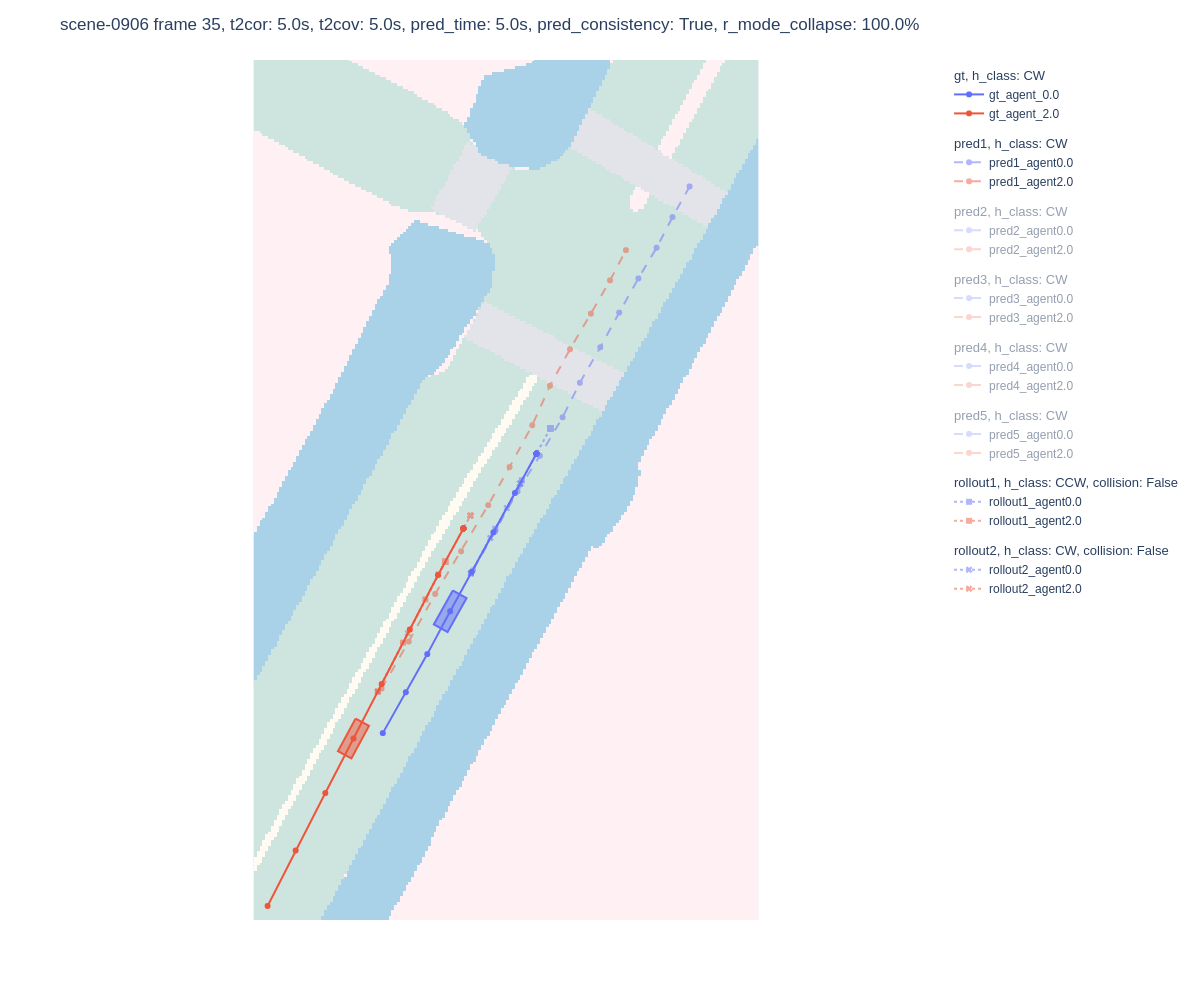 scene-0906 frame 35, t2cor: 5.0s, t2cov: 5.0s, pred_time: 5.0s, pred_consistency: True, r_mode_collapse: 100.0%
gt, h_class: CW
gt_agent_0.0
gt_agent_2.0
pred1, h_class: CW
pred1_agent0.0
pred1_agent2.0
pred2, h_class: CW
pred2_agent0.0
pred2_agent2.0
pred3, h_class: CW
pred3_agent0.0
pred3_agent2.0
pred4, h_class: CW
pred4_agent0.0
pred4_agent2.0
pred5, h_class: CW
pred5_agent0.0
pred5_agent2.0
rollout1, h_class: CCW, collision: False
rollout1_agent0.0
rollout1_agent2.0
rollout2, h_class: CW, collision: False
rollout2_agent0.0
rollout2_agent2.0